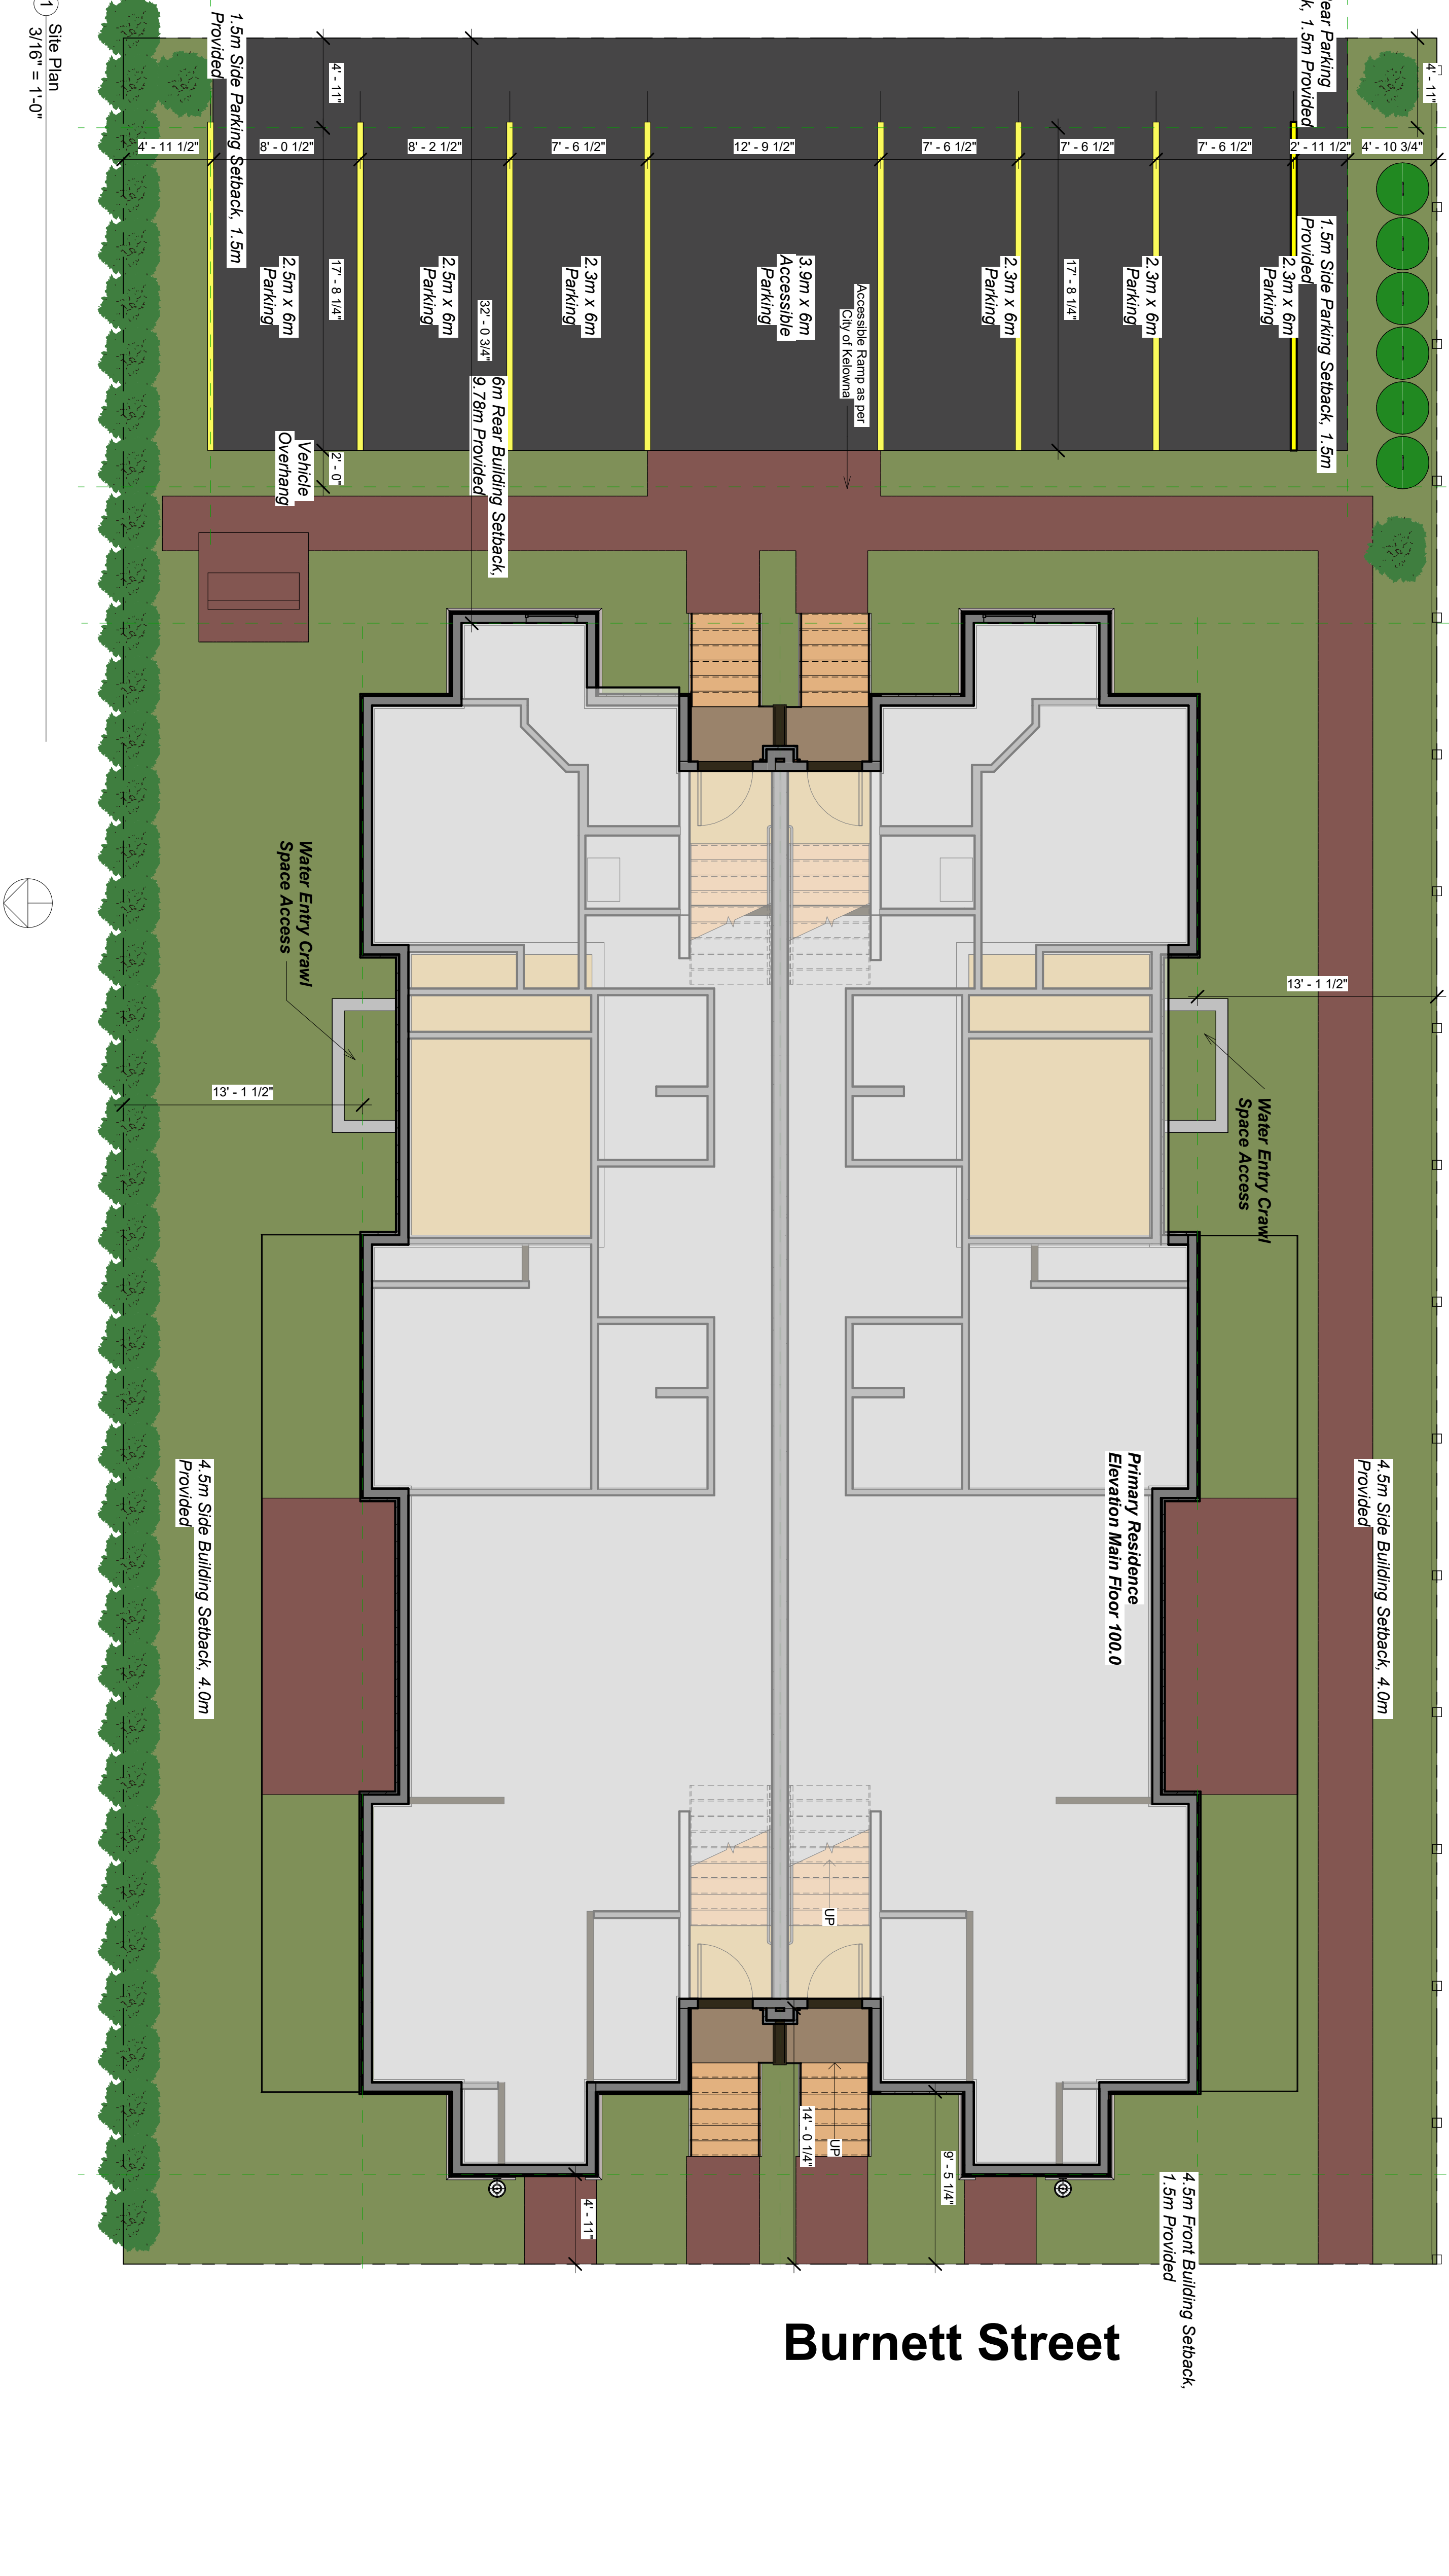 1
Site Plan
3/16" = 1'-0"
1.5m Side Parking Setback, 1.5m
Provided
ear Parking
k, 1.5m Provided
4' - 11"
4' - 11"
4' - 11 1/2"
8' - 0 1/2"
8' - 2 1/2"
7' - 6 1/2"
12' - 9 1/2"
7' - 6 1/2"
7' - 6 1/2"
7' - 6 1/2"
2' - 11 1/2"
4' - 10 3/4"
1.5m Side Parking Setback, 1.5m
Provided
2.5m x 6m
Parking
17' - 8 1/4"
2.5m x 6m
Parking
32' - 0 3/4"
2.3m x 6m
Parking
3.9m x 6m
Accessible
Parking
Accessible Ramp as per
City of Kelowna
2.3m x 6m
Parking
17' - 8 1/4"
2.3m x 6m
Parking
2.3m x 6m
Parking
6m Rear Building Setback,
9.78m Provided
Vehicle
Overhang
2' - 0"
Water Entry Crawl
Space Access
13' - 1 1/2"
13' - 1 1/2"
Water Entry Crawl
Space Access
Primary Residence
Elevation Main Floor 100.0
4.5m Side Building Setback, 4.0m
Provided
4.5m Side Building Setback, 4.0m
Provided
UP
UP
14' - 0 1/4"
9' - 5 1/4"
4' - 11"
4.5m Front Building Setback,
1.5m Provided
Burnett Street